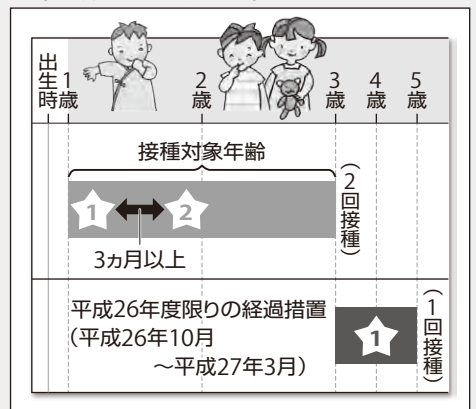 出生時
1歳
2歳
3歳
4歳
5歳
接種対象年齢
1
2
3ヵ月以上
(2回接種)
平成26年度限りの経過措置
(平成26年10月
～平成27年3月)
1
(1回接種)